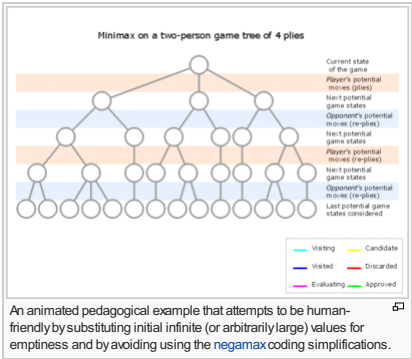 Minimax on a two-person game tree of 4 plies
Current state
of the game
Player's potential
moves (plies)
Next potential
game states
Opponent's potential
moves (re-plies)
Next potential
game states
Player's potential
moves (re-plies)
Next potential
game states
Opponent's potential
moves (re-plies)
Last potential game
states considered
Visiting
Candidate
Visited
Discarded
Evaluating
Approved
An animated pedagogical example that attempts to be human-
friendly by substituting initial infinite (or arbitrarily large) values for
emptiness and by avoiding using the negamax coding simplifications.